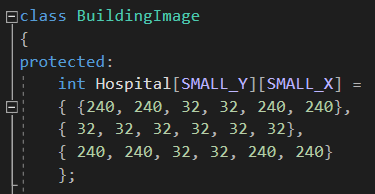 class BuildingImage
{
protected:
    int Hospital[SMALL_Y][SMALL_X] =
    { {240, 240, 32, 32, 240, 240},
    { 32, 32, 32, 32, 32, 32},
    { 240, 240, 32, 32, 240, 240}
    };